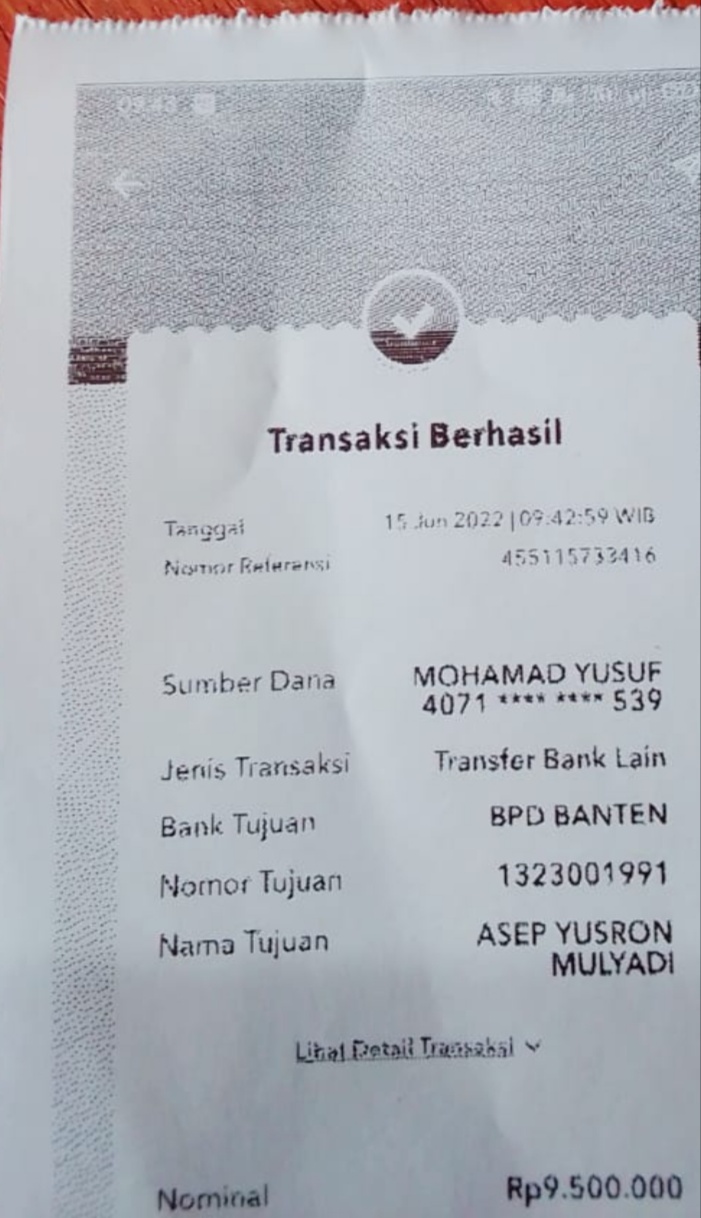 09.43
Transaksi Berhasil
Tanggal 15 Jun 2022 | 09:42:59 WIB
Nomor Referensi 455115733416
Sumber Dana MOHAMAD YUSUF
4071 **** **** 539
Jenis Transaksi Transfer Bank Lain
Bank Tujuan BPD BANTEN
Nomor Tujuan 1323001991
Nama Tujuan ASEP YUSRON
MULYADI
Lihat Detail Transaksi
Nominal Rp9.500.000